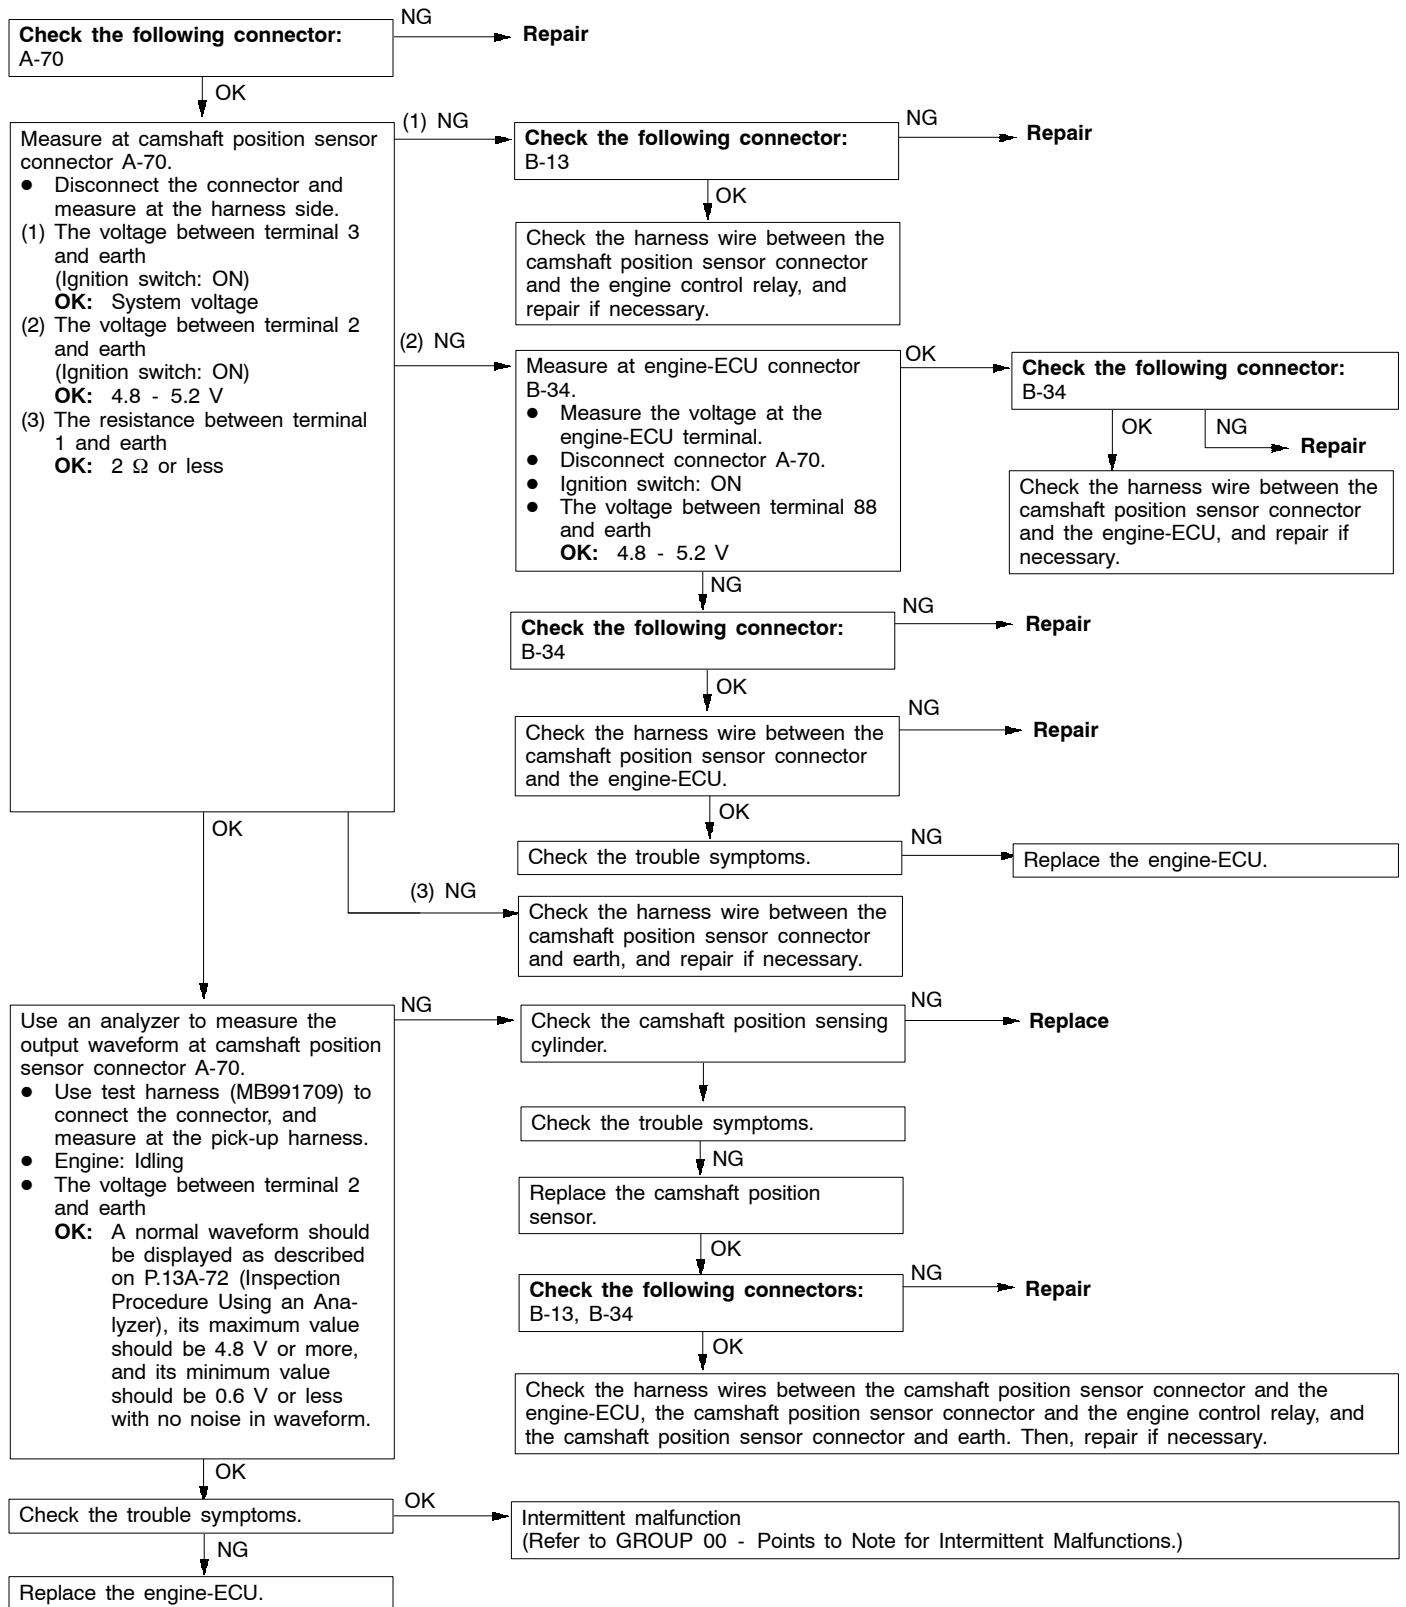 NG
Check the following connector:
A-70
Repair
OK
Measure at camshaft position sensor
connector A-70.
● Disconnect the connector and
measure at the harness side.
(1) The voltage between terminal 3
and earth
(Ignition switch: ON)
OK: System voltage
(2) The voltage between terminal 2
and earth
(Ignition switch: ON)
OK: 4.8 - 5.2 V
(3) The resistance between terminal
1 and earth
OK: 2 Ω or less
(1) NG
Check the following connector:
B-13
NG
Repair
OK
Check the harness wire between the
camshaft position sensor connector
and the engine control relay, and
repair if necessary.
(2) NG
Measure at engine-ECU connector
B-34.
● Measure the voltage at the
engine-ECU terminal.
● Disconnect connector A-70.
● Ignition switch: ON
● The voltage between terminal 88
and earth
OK: 4.8 - 5.2 V
OK
Check the following connector:
B-34
OK
NG
Repair
Check the harness wire between the
camshaft position sensor connector
and the engine-ECU, and repair if
necessary.
NG
Check the following connector:
B-34
NG
Repair
OK
Check the harness wire between the
camshaft position sensor connector
and the engine-ECU.
NG
Repair
OK
Check the trouble symptoms.
NG
Replace the engine-ECU.
OK
(3) NG
Check the harness wire between the
camshaft position sensor connector
and earth, and repair if necessary.
Use an analyzer to measure the
output waveform at camshaft position
sensor connector A-70.
● Use test harness (MB991709) to
connect the connector, and
measure at the pick-up harness.
● Engine: Idling
● The voltage between terminal 2
and earth
OK: A normal waveform should
be displayed as described
on P.13A-72 (Inspection
Procedure Using an Ana-
lyzer), its maximum value
should be 4.8 V or more,
and its minimum value
should be 0.6 V or less
with no noise in waveform.
NG
Check the camshaft position sensing
cylinder.
NG
Replace
Check the trouble symptoms.
NG
Replace the camshaft position
sensor.
OK
Check the following connectors:
B-13, B-34
NG
Repair
OK
Check the harness wires between the camshaft position sensor connector and the
engine-ECU, the camshaft position sensor connector and the engine control relay, and
the camshaft position sensor connector and earth. Then, repair if necessary.
OK
Check the trouble symptoms.
OK
Intermittent malfunction
(Refer to GROUP 00 - Points to Note for Intermittent Malfunctions.)
NG
Replace the engine-ECU.